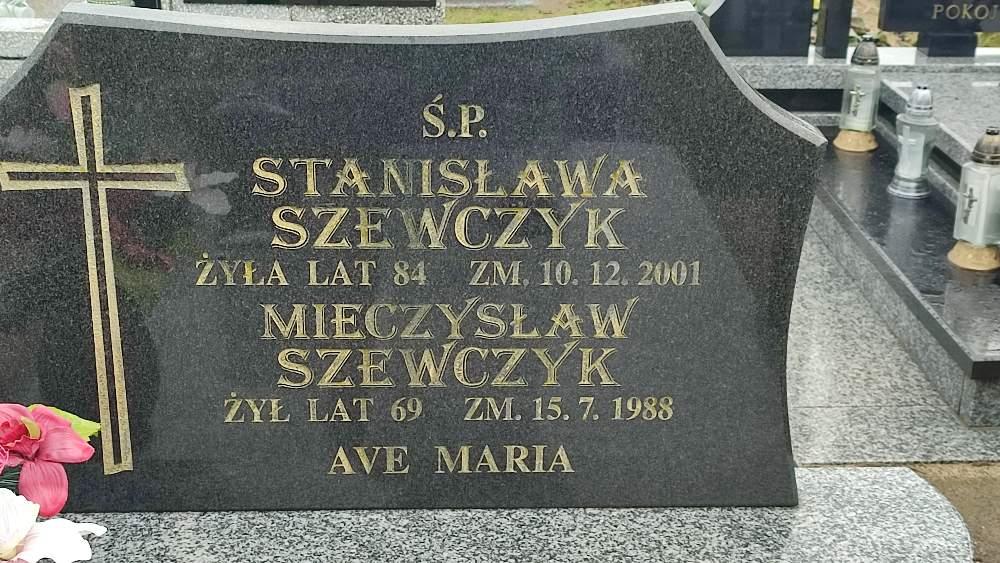 Ś.P.
STANISŁAWA
SZEWCZYK
ŻYŁA LAT 84 ZM. 10. 12. 2001
MIECZYSŁAW
SZEWCZYK
ŻYŁ LAT 69 ZM. 15. 7. 1988
AVE MARIA